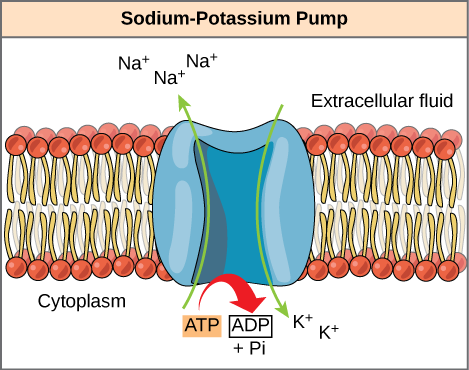 Sodium-Potassium Pump
Na⁺
Na⁺
Na⁺
Extracellular fluid
Cytoplasm
ATP
ADP
+ Pi
K⁺
K⁺